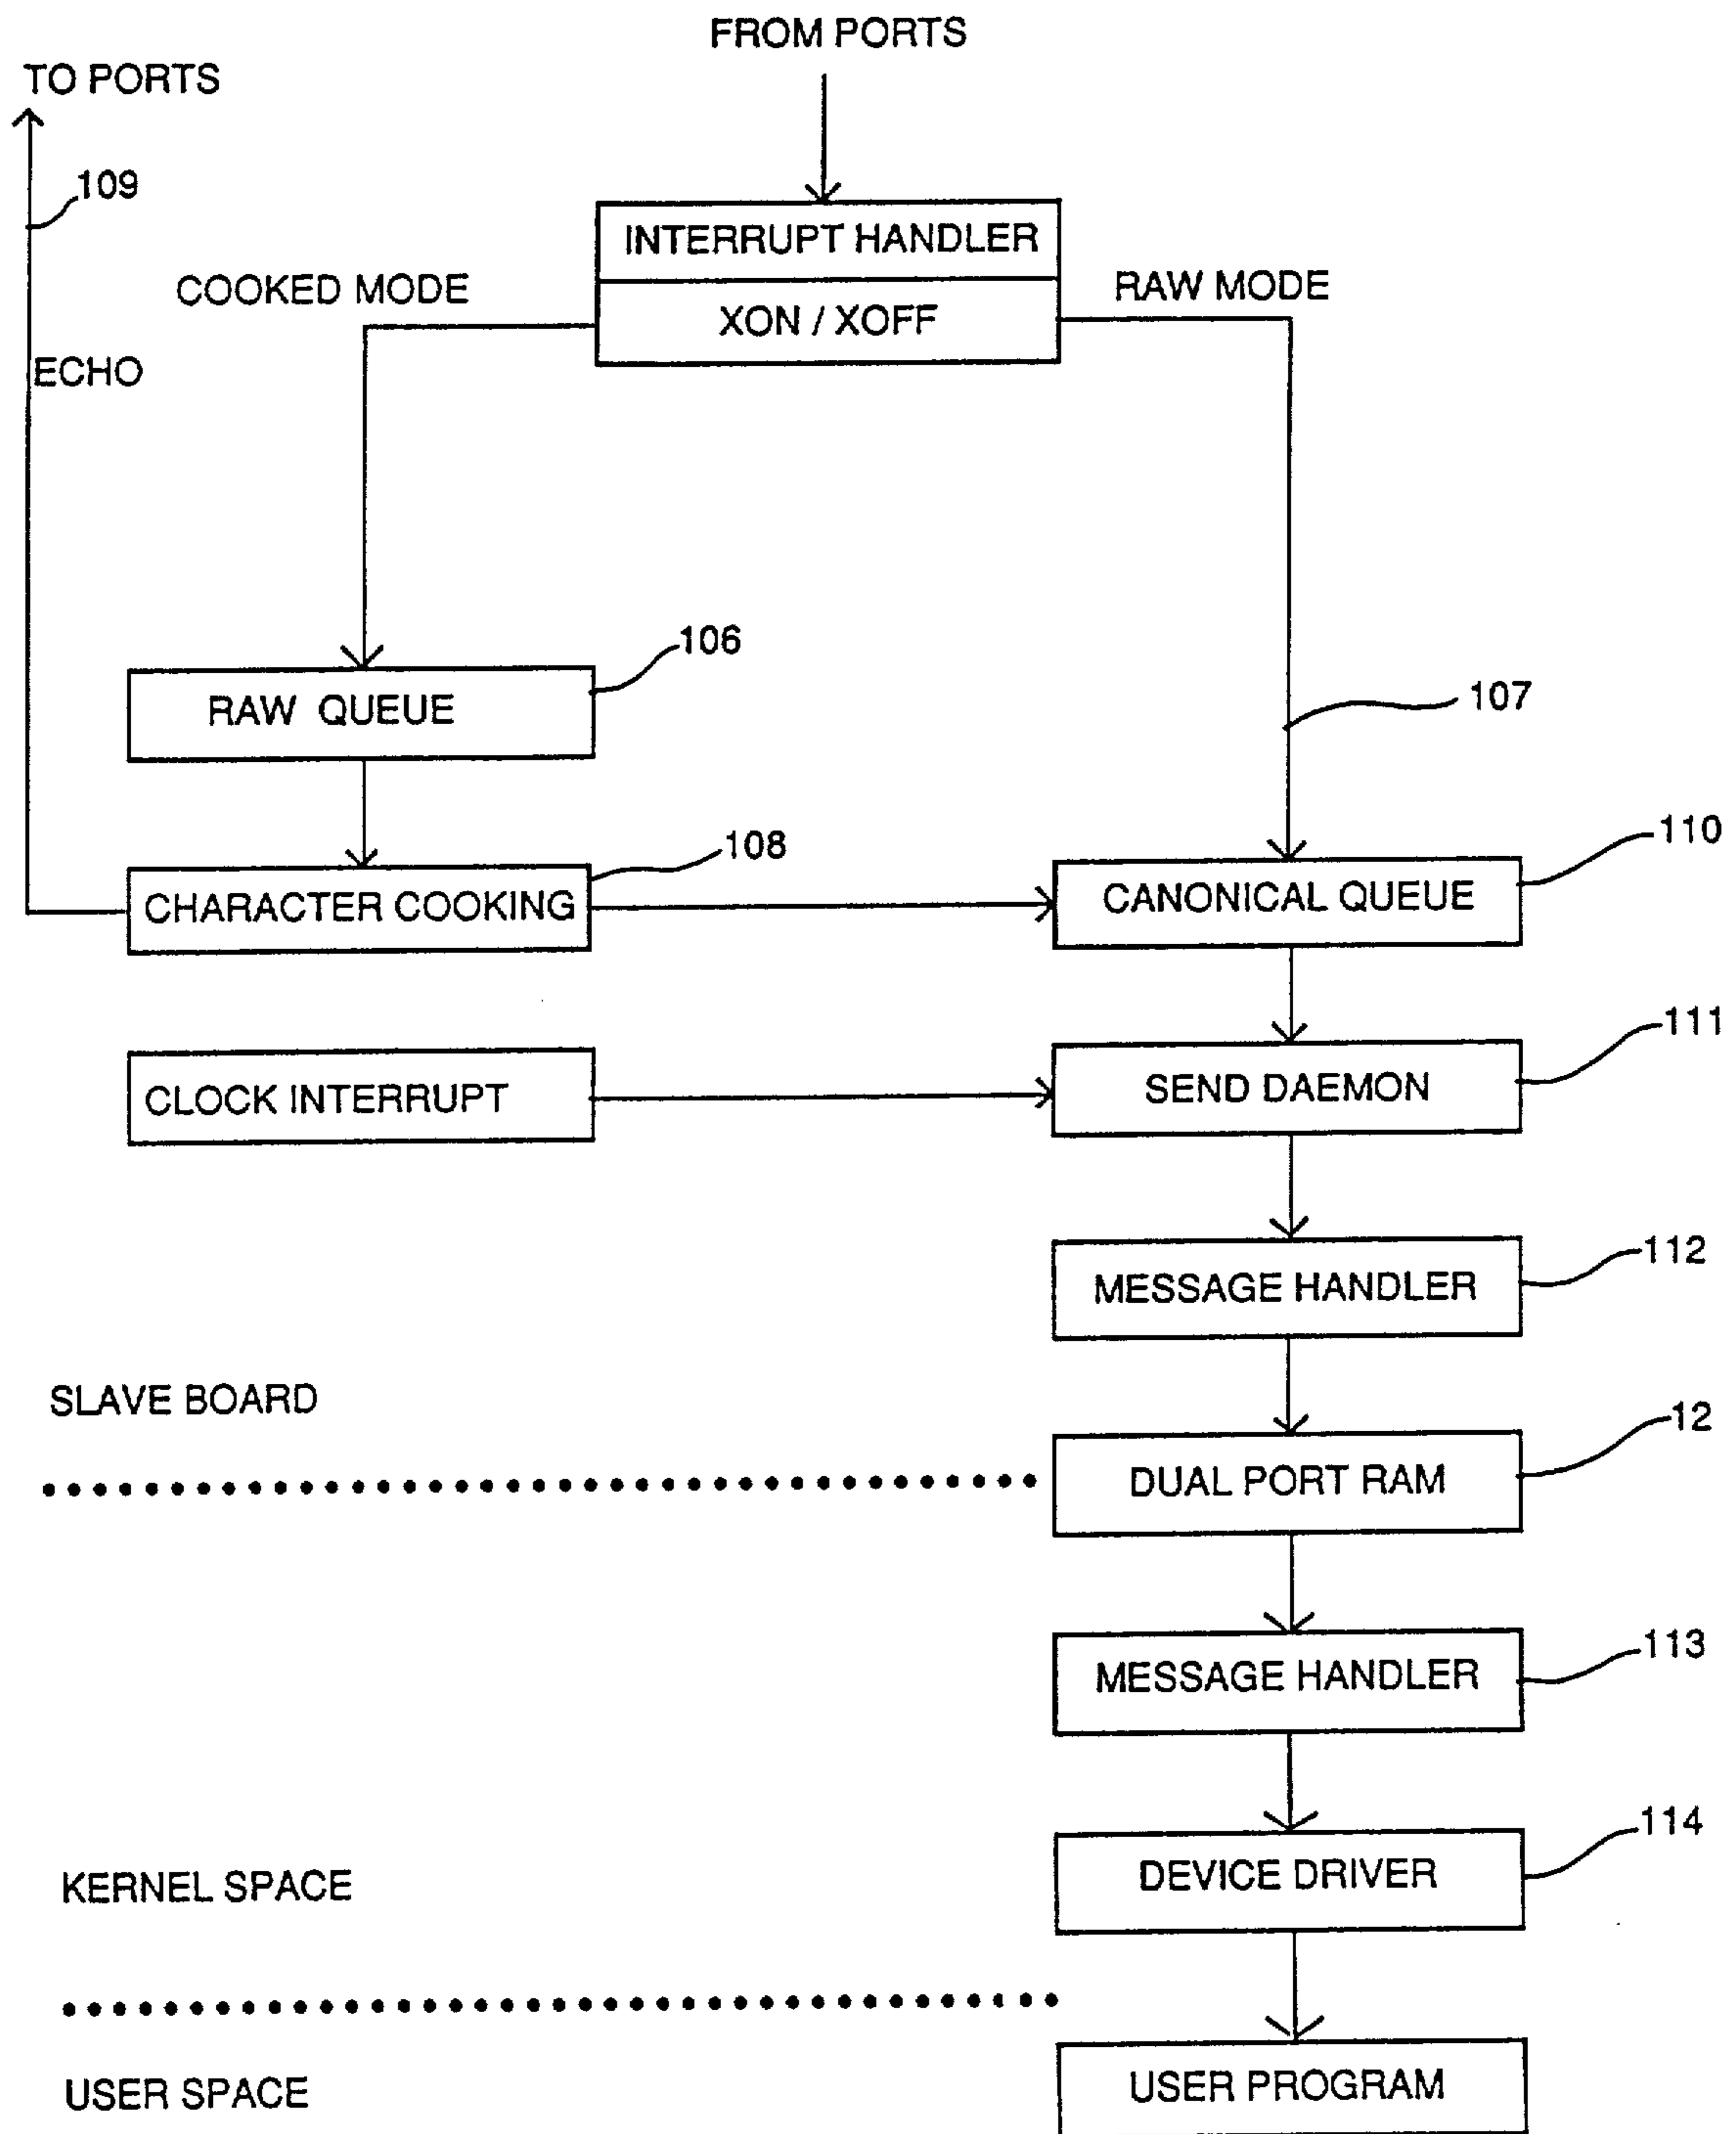 FROM PORTS
TO PORTS
109
INTERRUPT HANDLER
COOKED MODE
RAW MODE
XON / XOFF
ECHO
106
RAW QUEUE
107
108
110
CHARACTER COOKING
CANONICAL QUEUE
111
CLOCK INTERRUPT
SEND DAEMON
112
MESSAGE HANDLER
SLAVE BOARD
12
DUAL PORT RAM
113
MESSAGE HANDLER
114
DEVICE DRIVER
KERNEL SPACE
USER SPACE
USER PROGRAM